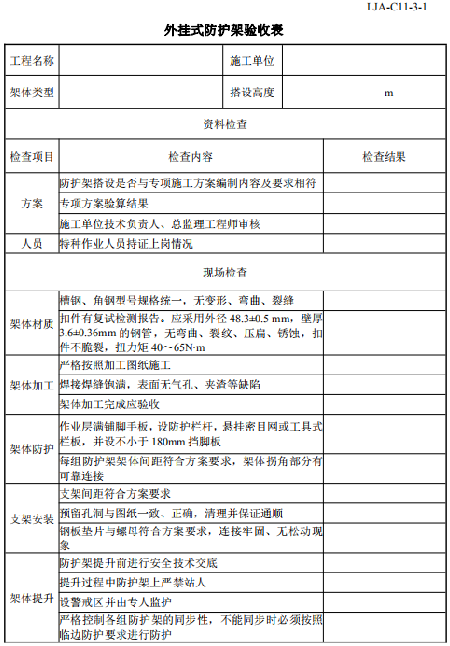 LJA-C11-3-1
外挂式防护架验收表
工程名称 施工单位
架体类型 搭设高度 m
资料检查
检查项目 检查内容 检查结果
方案
防护架搭设是否与专项施工方案编制内容及要求相符
专项方案验算结果
施工单位技术负责人、总监理工程师审核
人员 特种作业人员持证上岗情况
现场检查
架体材质
槽钢、角钢型号规格统一，无变形、弯曲、裂缝
扣件有复试检测报告。应采用外径48.3±0.5 mm，壁厚
3.6±0.36mm的钢管，无弯曲、裂纹、压扁、锈蚀，扣
件不脆裂，扭力矩40--65N·m
架体加工
严格按照加工图纸施工
焊接焊缝饱满，表面无气孔、夹渣等缺陷
架体加工完成应验收
架体防护
作业层满铺脚手板，设防护栏杆，悬挂密目网或工具式
栏板，并设不小于180mm挡脚板
每组防护架架体间距符合方案要求，架体拐角部分有
可靠连接
支架安装
支架间距符合方案要求
预留孔洞与图纸一致、正确，清理并保证通顺
钢板垫片与螺母符合方案要求，连接牢固、无松动现
象
架体提升
防护架提升前进行安全技术交底
提升过程中防护架上严禁站人
设警戒区并由专人监护
严格控制各组防护架的同步性，不能同步时必须按照
临边防护要求进行防护